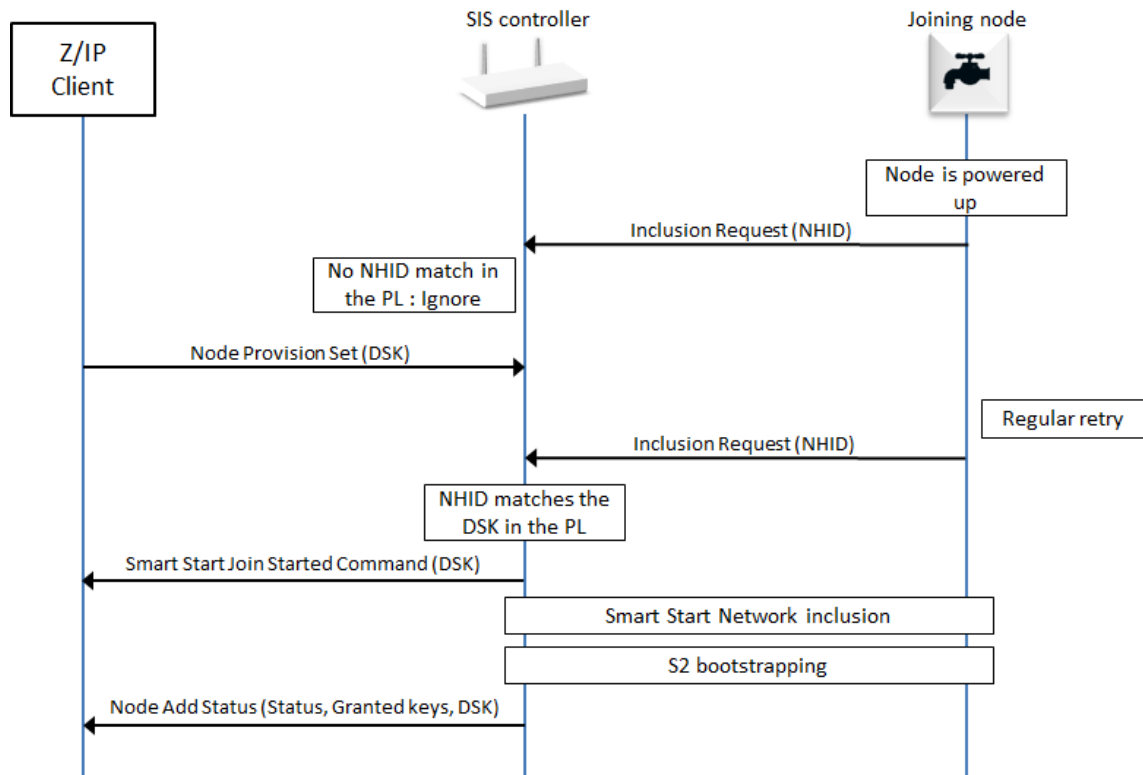 SIS controller
Joining node
Z/IP
Client
Node is powered
up
Inclusion Request (NHID)
No NHID match in
the PL : Ignore
Node Provision Set (DSK)
Regular retry
Inclusion Request (NHID)
NHID matches the
DSK in the PL
Smart Start Join Started Command (DSK)
Smart Start Network inclusion
S2 bootstrapping
Node Add Status (Status, Granted keys, DSK)